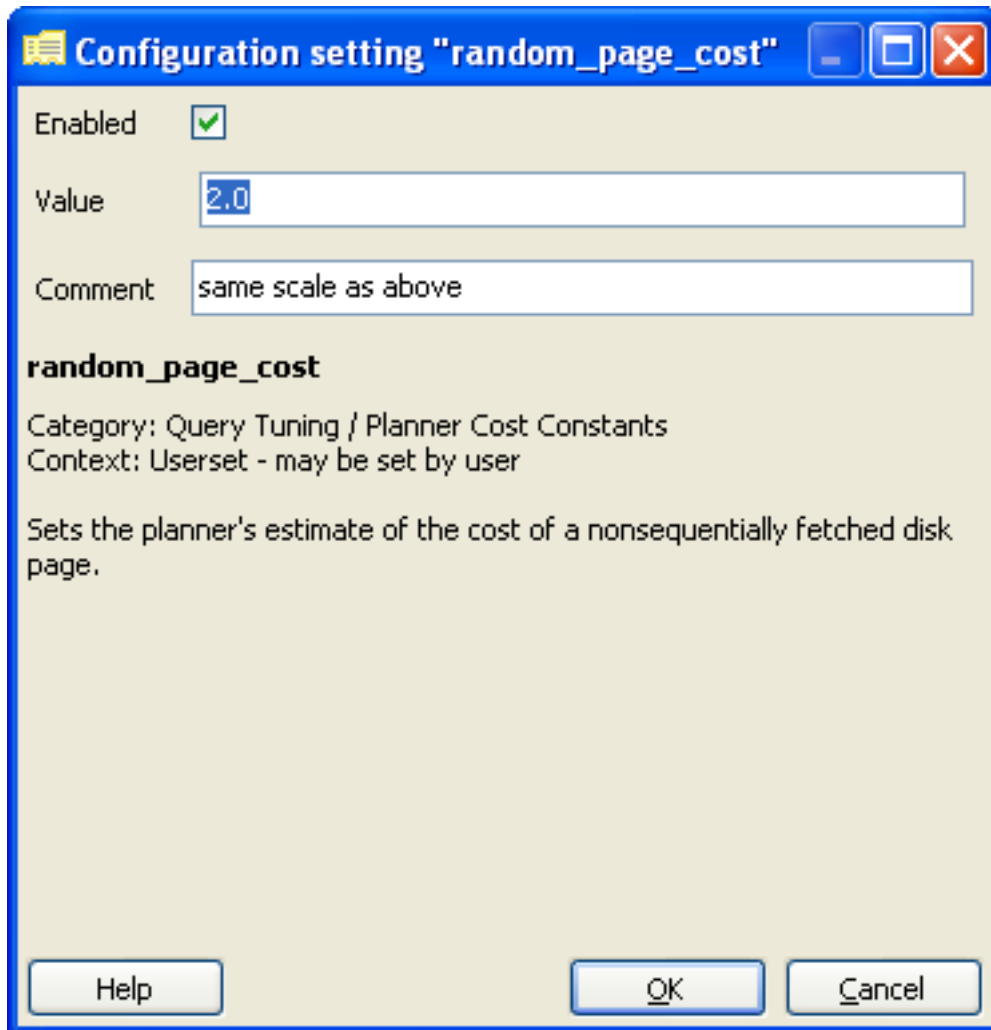 Configuration setting "random_page_cost"
Enabled
Value 2.0
Comment same scale as above
random_page_cost
Category: Query Tuning / Planner Cost Constants
Context: Userset - may be set by user
Sets the planner's estimate of the cost of a nonsequentially fetched disk
page.
Help OK Cancel